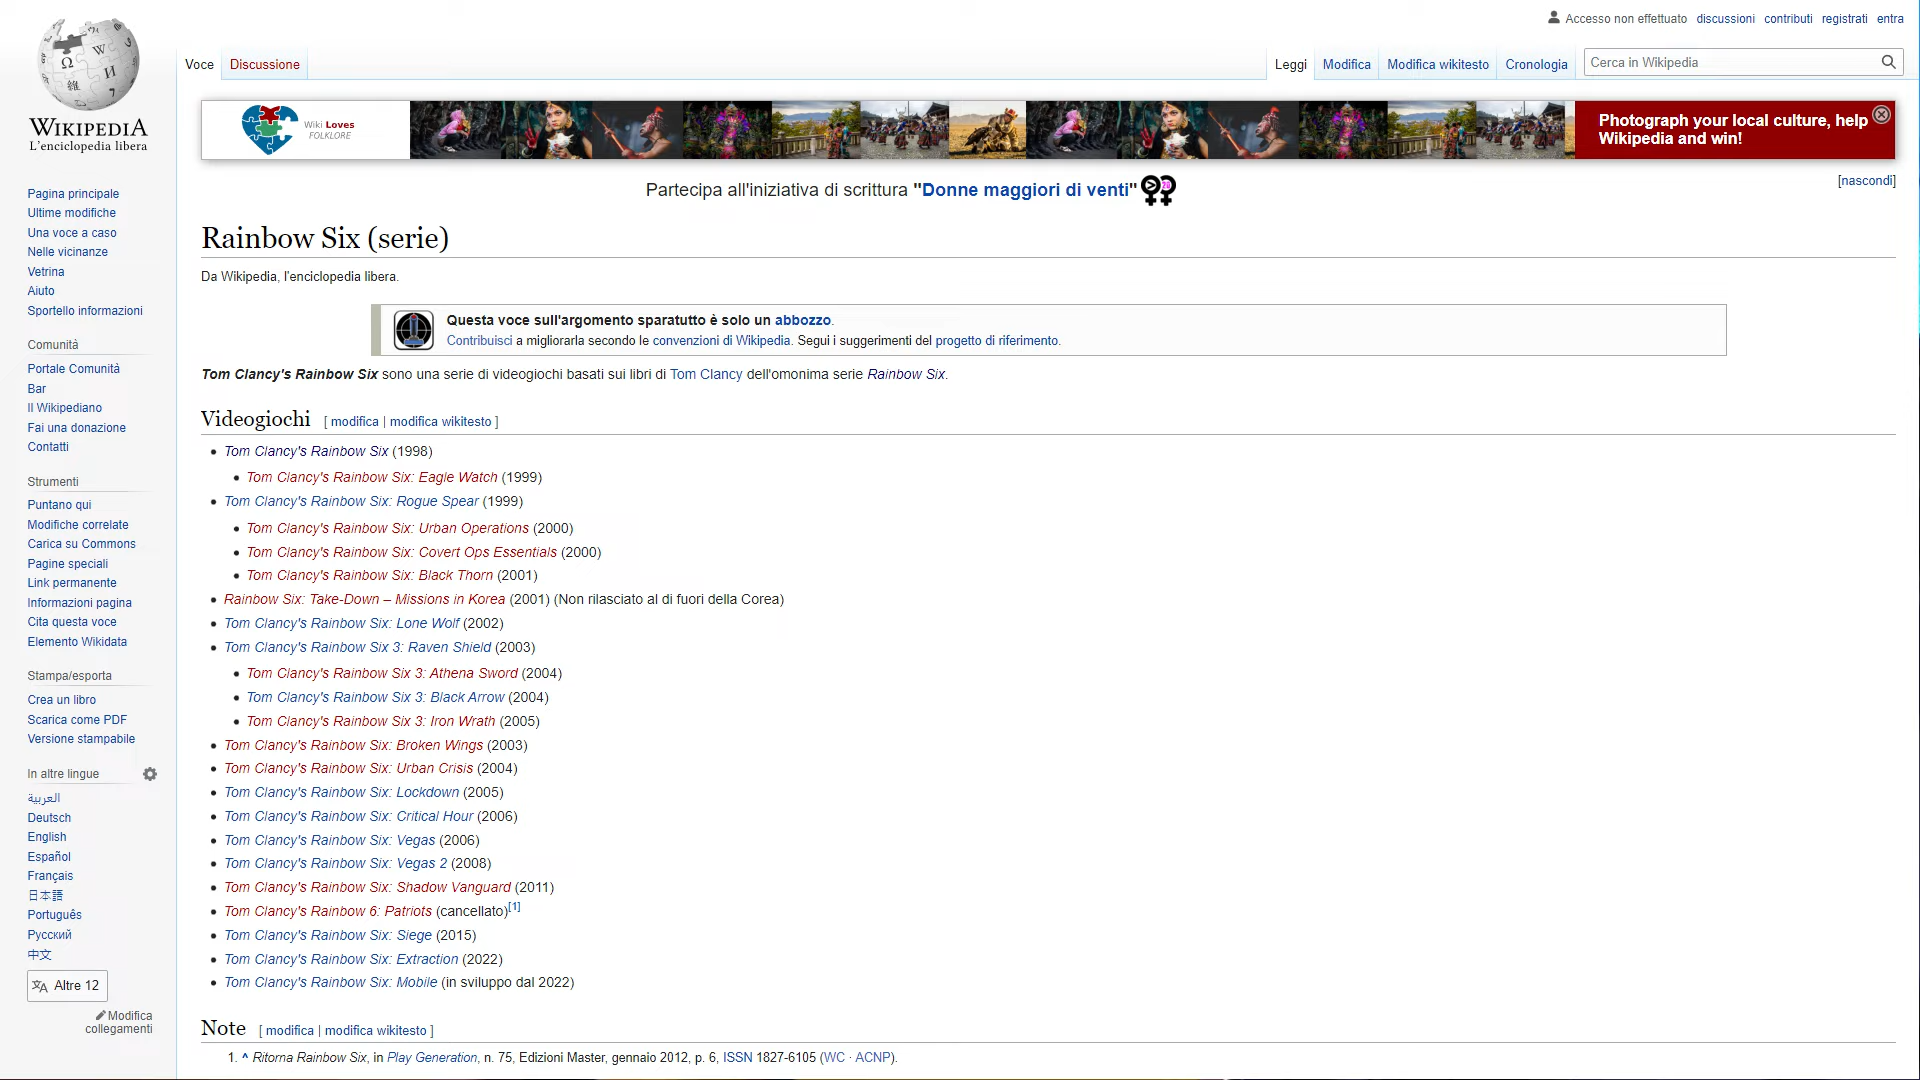 Accesso non effettuato discussioni contributi registrati entra
Voce Discussione Leggi Modifica Modifica wikitesto Cronologia Cerca in Wikipedia
WIKIPEDIA
L'enciclopedia libera
Wiki Loves
FOLKLORE
Photograph your local culture, help
Wikipedia and win!
Partecipa all'iniziativa di scrittura "Donne maggiori di venti"
[nascondi]
Pagina principale
Ultime modifiche
Una voce a caso
Nelle vicinanze
Vetrina
Aiuto
Sportello informazioni
Comunità
Portale Comunità
Bar
Il Wikipediano
Fai una donazione
Contatti
Strumenti
Puntano qui
Modifiche correlate
Carica su Commons
Pagine speciali
Link permanente
Informazioni pagina
Cita questa voce
Elemento Wikidata
Stampa/esporta
Crea un libro
Scarica come PDF
Versione stampabile
In altre lingue
العربية
Deutsch
English
Español
Français
日本語
Português
Русский
中文
Altre 12
Modifica
collegamenti
Rainbow Six (serie)
Da Wikipedia, l'enciclopedia libera.
Questa voce sull'argomento sparatutto è solo un abbozzo.
Contribuisci a migliorarla secondo le convenzioni di Wikipedia. Segui i suggerimenti del progetto di riferimento.
Tom Clancy's Rainbow Six sono una serie di videogiochi basati sui libri di Tom Clancy dell'omonima serie Rainbow Six.
Videogiochi [ modifica | modifica wikitesto ]
• Tom Clancy's Rainbow Six (1998)
• Tom Clancy's Rainbow Six: Eagle Watch (1999)
• Tom Clancy's Rainbow Six: Rogue Spear (1999)
• Tom Clancy's Rainbow Six: Urban Operations (2000)
• Tom Clancy's Rainbow Six: Covert Ops Essentials (2000)
• Tom Clancy's Rainbow Six: Black Thorn (2001)
• Rainbow Six: Take-Down – Missions in Korea (2001) (Non rilasciato al di fuori della Corea)
• Tom Clancy's Rainbow Six: Lone Wolf (2002)
• Tom Clancy's Rainbow Six 3: Raven Shield (2003)
• Tom Clancy's Rainbow Six 3: Athena Sword (2004)
• Tom Clancy's Rainbow Six 3: Black Arrow (2004)
• Tom Clancy's Rainbow Six 3: Iron Wrath (2005)
• Tom Clancy's Rainbow Six: Broken Wings (2003)
• Tom Clancy's Rainbow Six: Urban Crisis (2004)
• Tom Clancy's Rainbow Six: Lockdown (2005)
• Tom Clancy's Rainbow Six: Critical Hour (2006)
• Tom Clancy's Rainbow Six: Vegas (2006)
• Tom Clancy's Rainbow Six: Vegas 2 (2008)
• Tom Clancy's Rainbow Six: Shadow Vanguard (2011)
• Tom Clancy's Rainbow 6: Patriots (cancellato)[1]
• Tom Clancy's Rainbow Six: Siege (2015)
• Tom Clancy's Rainbow Six: Extraction (2022)
• Tom Clancy's Rainbow Six: Mobile (in sviluppo dal 2022)
Note [ modifica | modifica wikitesto ]
1. ^ Ritorna Rainbow Six, in Play Generation, n. 75, Edizioni Master, gennaio 2012, p. 6, ISSN 1827-6105 (WC · ACNP).